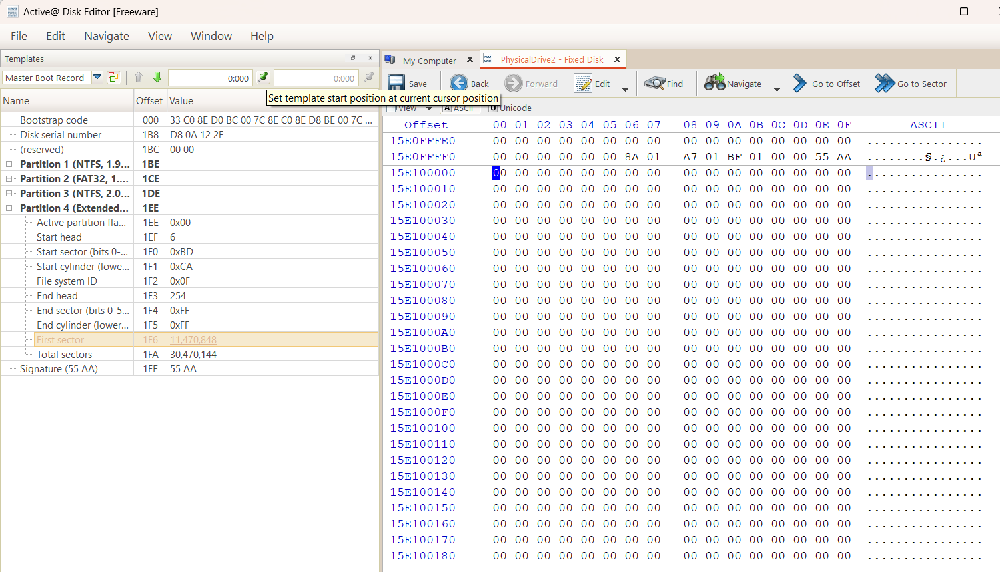 Active@ Disk Editor [Freeware]
File Edit Navigate View Window Help
Templates
My Computer PhysicalDrive2 - Fixed Disk
Master Boot Record 0:000 0:000
Save Back Forward Edit Find Navigate Go to Offset Go to Sector
Set template start position at current cursor position
View ASCII Unicode
Name Offset Value
Bootstrap code 000 33 C0 8E D0 BC 00 7C 8E C0 8E D8 BE 00 7C ...
Disk serial number 1B8 D8 0A 12 2F
(reserved) 1BC 00 00
Partition 1 (NTFS, 1.9... 1BE
Partition 2 (FAT32, 1.... 1CE
Partition 3 (NTFS, 2.0... 1DE
Partition 4 (Extended... 1EE
Active partition fla... 1EE 0x00
Start head 1EF 6
Start sector (bits 0-... 1F0 0xBD
Start cylinder (lowe... 1F1 0xCA
File system ID 1F2 0x0F
End head 1F3 254
End sector (bits 0-5... 1F4 0xFF
End cylinder (lower... 1F5 0xFF
First sector 1F6 11,470,848
Total sectors 1FA 30,470,144
Signature (55 AA) 1FE 55 AA
Offset 00 01 02 03 04 05 06 07 08 09 0A 0B 0C 0D 0E 0F ASCII
15E0FFFE0 00 00 00 00 00 00 00 00 00 00 00 00 00 00 00 00 ................
15E0FFFF0 00 00 00 00 00 00 8A 01 A7 01 BF 01 00 00 55 AA ........§.¿...Uª
15E100000 00 00 00 00 00 00 00 00 00 00 00 00 00 00 00 00 ................
15E100010 00 00 00 00 00 00 00 00 00 00 00 00 00 00 00 00 ................
15E100020 00 00 00 00 00 00 00 00 00 00 00 00 00 00 00 00 ................
15E100030 00 00 00 00 00 00 00 00 00 00 00 00 00 00 00 00 ................
15E100040 00 00 00 00 00 00 00 00 00 00 00 00 00 00 00 00 ................
15E100050 00 00 00 00 00 00 00 00 00 00 00 00 00 00 00 00 ................
15E100060 00 00 00 00 00 00 00 00 00 00 00 00 00 00 00 00 ................
15E100070 00 00 00 00 00 00 00 00 00 00 00 00 00 00 00 00 ................
15E100080 00 00 00 00 00 00 00 00 00 00 00 00 00 00 00 00 ................
15E100090 00 00 00 00 00 00 00 00 00 00 00 00 00 00 00 00 ................
15E1000A0 00 00 00 00 00 00 00 00 00 00 00 00 00 00 00 00 ................
15E1000B0 00 00 00 00 00 00 00 00 00 00 00 00 00 00 00 00 ................
15E1000C0 00 00 00 00 00 00 00 00 00 00 00 00 00 00 00 00 ................
15E1000D0 00 00 00 00 00 00 00 00 00 00 00 00 00 00 00 00 ................
15E1000E0 00 00 00 00 00 00 00 00 00 00 00 00 00 00 00 00 ................
15E1000F0 00 00 00 00 00 00 00 00 00 00 00 00 00 00 00 00 ................
15E100100 00 00 00 00 00 00 00 00 00 00 00 00 00 00 00 00 ................
15E100110 00 00 00 00 00 00 00 00 00 00 00 00 00 00 00 00 ................
15E100120 00 00 00 00 00 00 00 00 00 00 00 00 00 00 00 00 ................
15E100130 00 00 00 00 00 00 00 00 00 00 00 00 00 00 00 00 ................
15E100140 00 00 00 00 00 00 00 00 00 00 00 00 00 00 00 00 ................
15E100150 00 00 00 00 00 00 00 00 00 00 00 00 00 00 00 00 ................
15E100160 00 00 00 00 00 00 00 00 00 00 00 00 00 00 00 00 ................
15E100170 00 00 00 00 00 00 00 00 00 00 00 00 00 00 00 00 ................
15E100180 00 00 00 00 00 00 00 00 00 00 00 00 00 00 00 00 ................